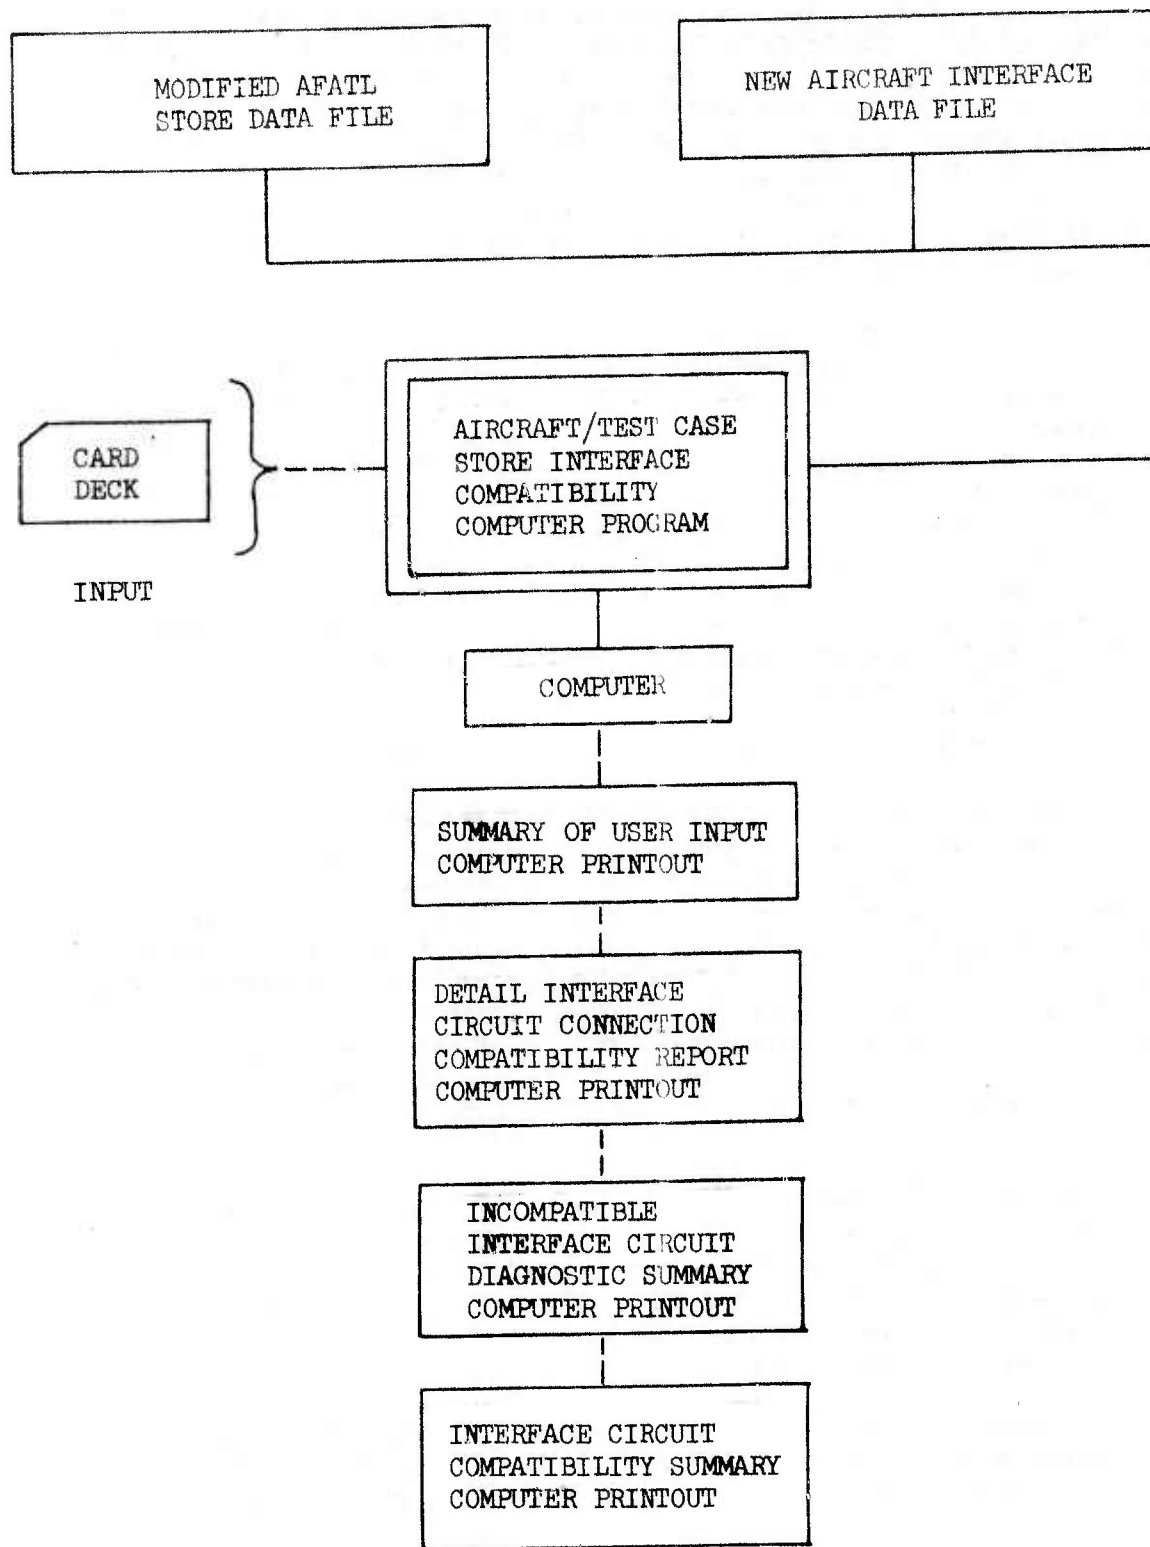 MODIFIED AFATL
STORE DATA FILE
NEW AIRCRAFT INTERFACE
DATA FILE
CARD
DECK
INPUT
AIRCRAFT/TEST CASE
STORE INTERFACE
COMPATIBILITY
COMPUTER PROGRAM
COMPUTER
SUMMARY OF USER INPUT
COMPUTER PRINTOUT
DETAIL INTERFACE
CIRCUIT CONNECTION
COMPATIBILITY REPORT
COMPUTER PRINTOUT
INCOMPATIBLE
INTERFACE CIRCUIT
DIAGNOSTIC SUMMARY
COMPUTER PRINTOUT
INTERFACE CIRCUIT
COMPATIBILITY SUMMARY
COMPUTER PRINTOUT